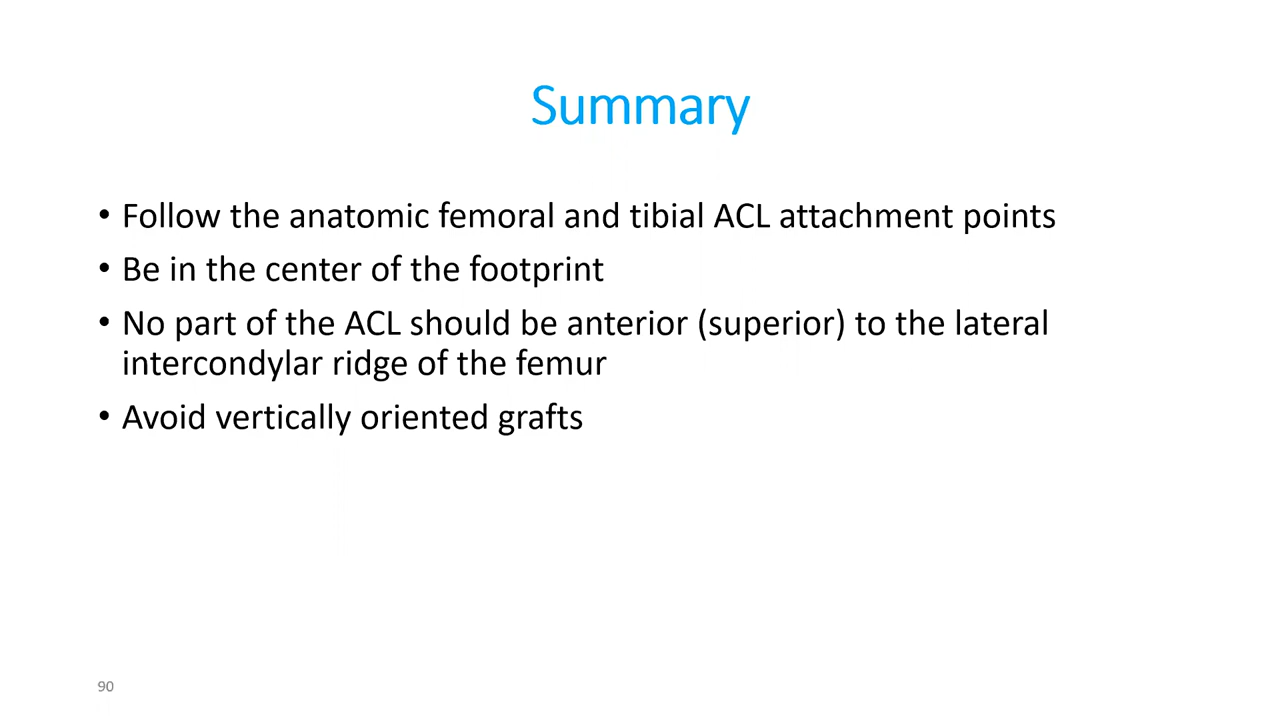 Summary
• Follow the anatomic femoral and tibial ACL attachment points
• Be in the center of the footprint
• No part of the ACL should be anterior (superior) to the lateral
intercondylar ridge of the femur
• Avoid vertically oriented grafts
90